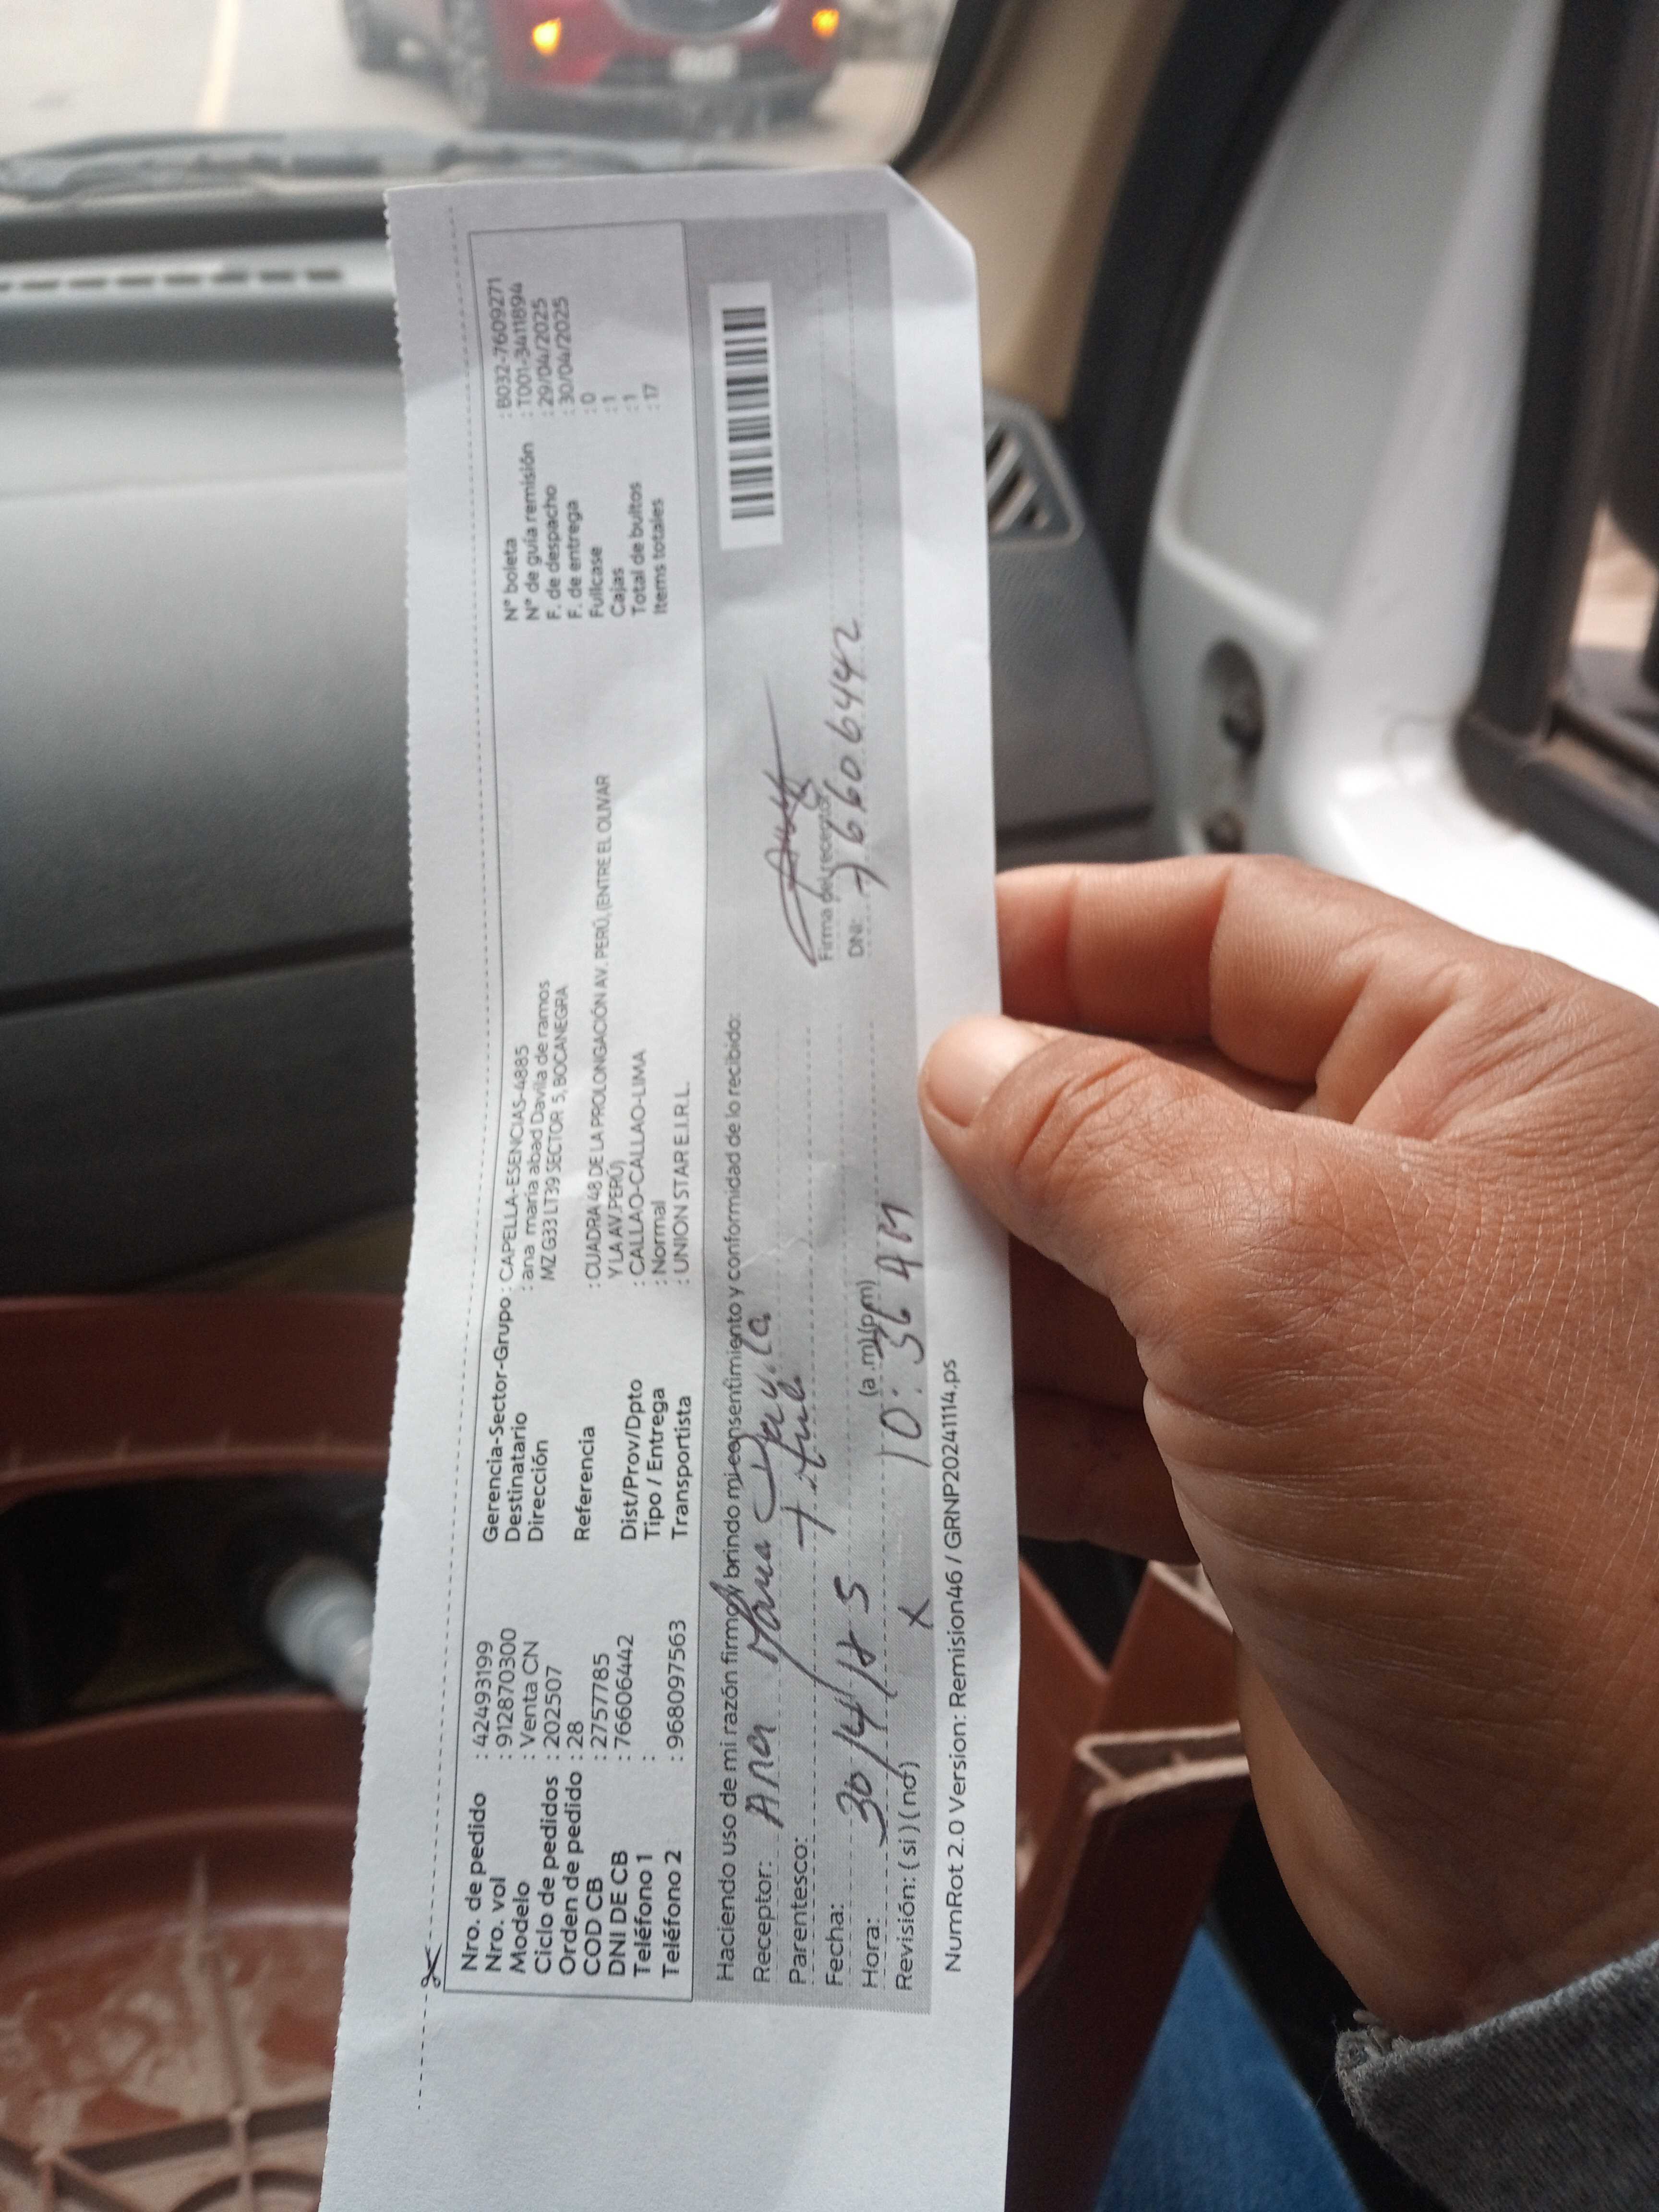 Nro. de pedido : 42493199
Nro. vol : 912870300
Modelo : Venta CN
Ciclo de pedidos : 202507
Orden de pedido : 28
COD CB : 2757785
DNI DE CB : 76606442
Teléfono 1 :
Teléfono 2 : 968097563
Gerencia-Sector-Grupo : CAPELLA-ESENCIAS-4885
Destinatario : ana maría abad Davila de ramos
Dirección MZ G33 LT39 SECTOR 5, BOCANEGRA
Referencia : CUADRA 48 DE LA PROLONGACIÓN AV. PERÚ, (ENTRE EL OLIVAR
Y LA AV.PERÚ)
Dist/Prov/Dpto : CALLAO-CALLAO-LIMA
Tipo / Entrega : Normal
Transportista : UNION STAR E.I.R.L.
N° boleta : B032-7609271
N° de guía remisión : T001-3411894
F. de despacho : 29/04/2025
F. de entrega : 30/04/2025
Fullcase : 0
Cajas : 1
Total de bultos : 1
Items totales : 17
Haciendo uso de mi razón firmo y brindo mi consentimiento y conformidad de lo recibido:
Receptor: Ana Maria Davila
Parentesco: titul
Fecha: 30/4/
Hora: (a.m)(pm) 10:36 AM
Revisión: (si) (no) x
Firma del receptor
DNI: 76606442
NumRot 2.0 Version: Remision46 / GRNP20241114.ps